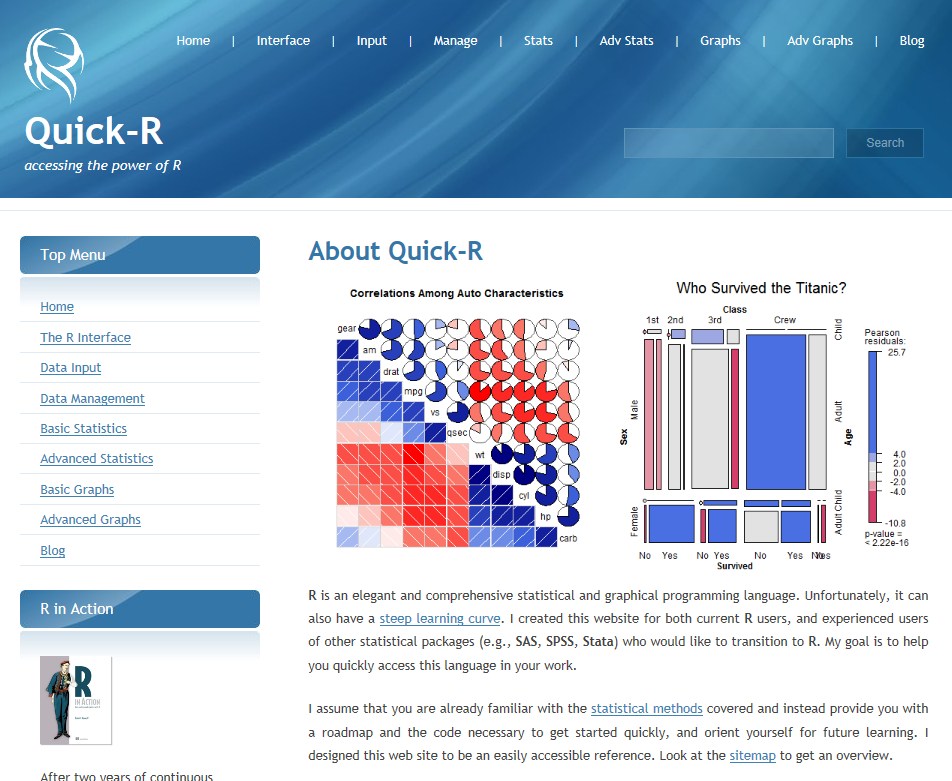 Home | Interface | Input | Manage | Stats | Adv Stats | Graphs | Adv Graphs | Blog
Quick-R
accessing the power of R
Search
Top Menu
Home
The R Interface
Data Input
Data Management
Basic Statistics
Advanced Statistics
Basic Graphs
Advanced Graphs
Blog
R in Action
R
IN ACTION
After two years of continuous
About Quick-R
Correlations Among Auto Characteristics
gear
am
drat
mpg
vs
qsec
wt
disp
cyl
hp
carb
Who Survived the Titanic?
Class
1st 2nd 3rd Crew
Child
Adult
Male
Sex
Age
Female
Adult Child
No Yes No Yes No Yes No Yes
Survived
Pearson
residuals:
25.7
4.0
2.0
0.0
-2.0
-4.0
-10.8
p-value =
< 2.22e-16
R is an elegant and comprehensive statistical and graphical programming language. Unfortunately, it can
also have a steep learning curve. I created this website for both current R users, and experienced users
of other statistical packages (e.g., SAS, SPSS, Stata) who would like to transition to R. My goal is to help
you quickly access this language in your work.
I assume that you are already familiar with the statistical methods covered and instead provide you with
a roadmap and the code necessary to get started quickly, and orient yourself for future learning. I
designed this web site to be an easily accessible reference. Look at the sitemap to get an overview.